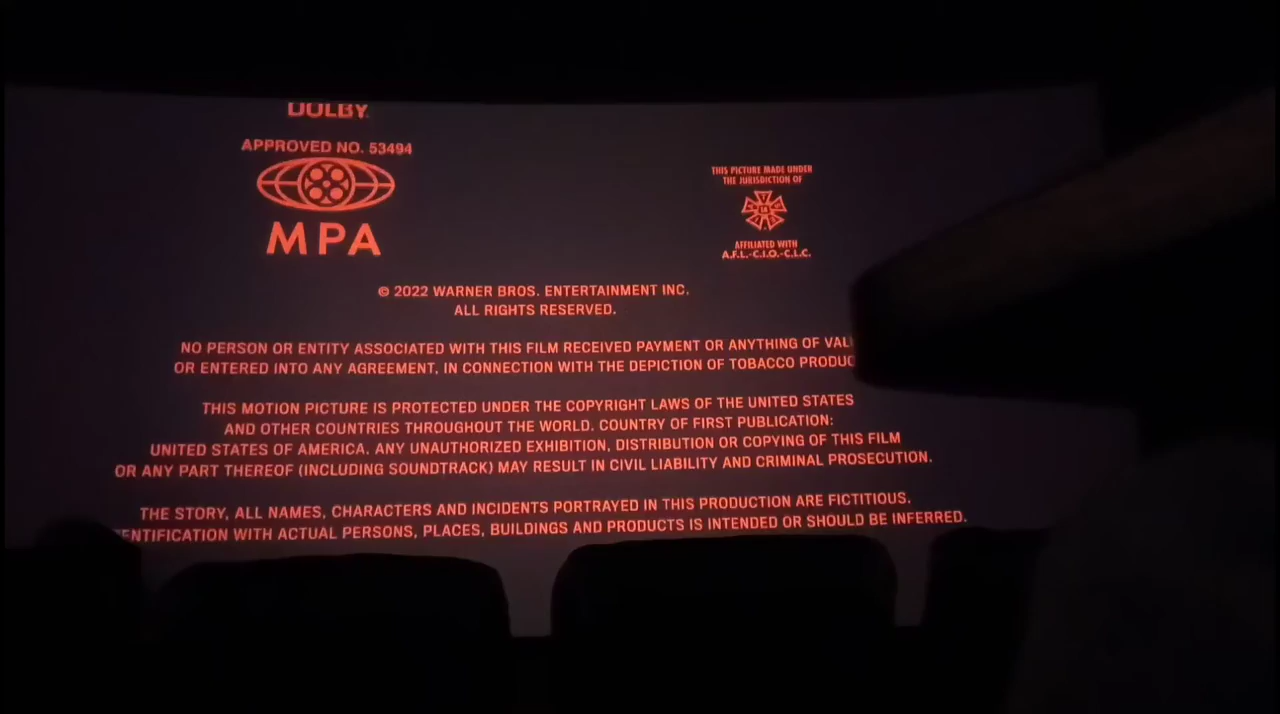 DOLBY
APPROVED NO. 53494
MPA
THIS PICTURE MADE UNDER
THE JURISDICTION OF
AFFILIATED WITH
A.F.L.-C.I.O.-C.L.C.
© 2022 WARNER BROS. ENTERTAINMENT INC.
ALL RIGHTS RESERVED.
NO PERSON OR ENTITY ASSOCIATED WITH THIS FILM RECEIVED PAYMENT OR ANYTHING OF VAL
OR ENTERED INTO ANY AGREEMENT, IN CONNECTION WITH THE DEPICTION OF TOBACCO PRODUC
THIS MOTION PICTURE IS PROTECTED UNDER THE COPYRIGHT LAWS OF THE UNITED STATES
AND OTHER COUNTRIES THROUGHOUT THE WORLD. COUNTRY OF FIRST PUBLICATION:
UNITED STATES OF AMERICA. ANY UNAUTHORIZED EXHIBITION, DISTRIBUTION OR COPYING OF THIS FILM
OR ANY PART THEREOF (INCLUDING SOUNDTRACK) MAY RESULT IN CIVIL LIABILITY AND CRIMINAL PROSECUTION.
THE STORY, ALL NAMES, CHARACTERS AND INCIDENTS PORTRAYED IN THIS PRODUCTION ARE FICTITIOUS.
ENTIFICATION WITH ACTUAL PERSONS, PLACES, BUILDINGS AND PRODUCTS IS INTENDED OR SHOULD BE INFERRED.